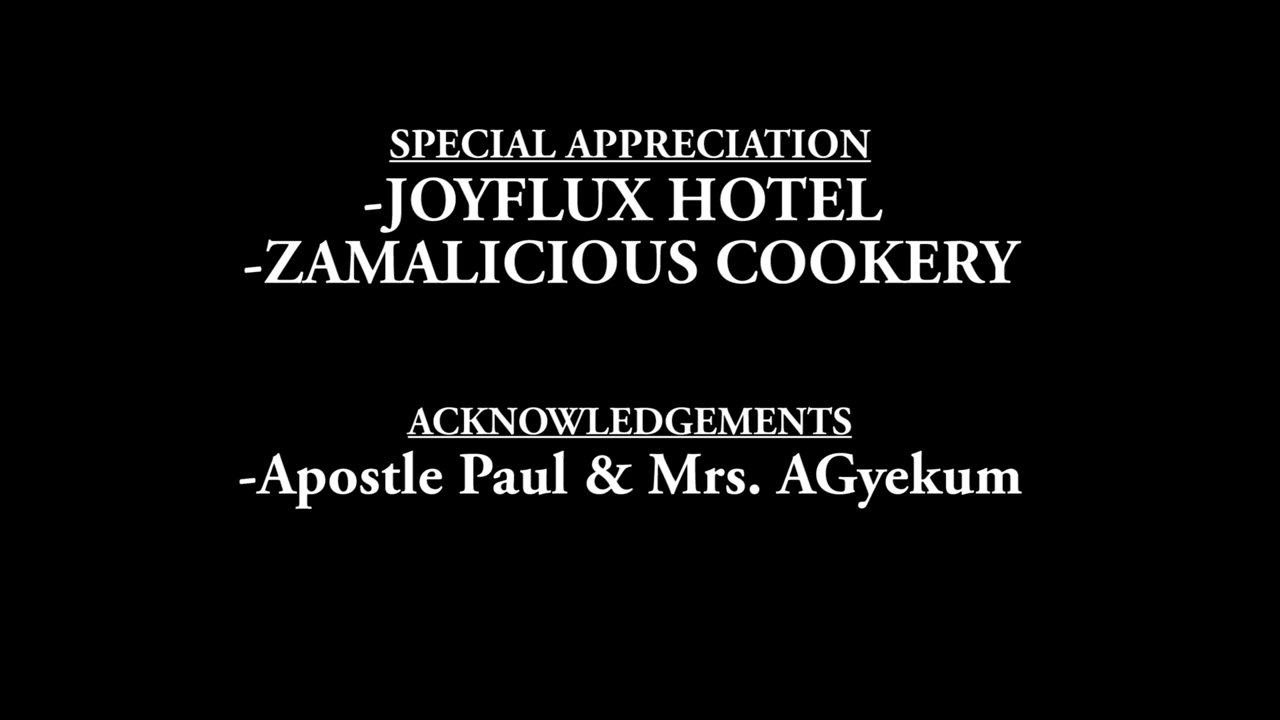 SPECIAL APPRECIATION
-JOYFLUX HOTEL
-ZAMALICIOUS COOKERY
ACKNOWLEDGEMENTS
-Apostle Paul & Mrs. AGyekum